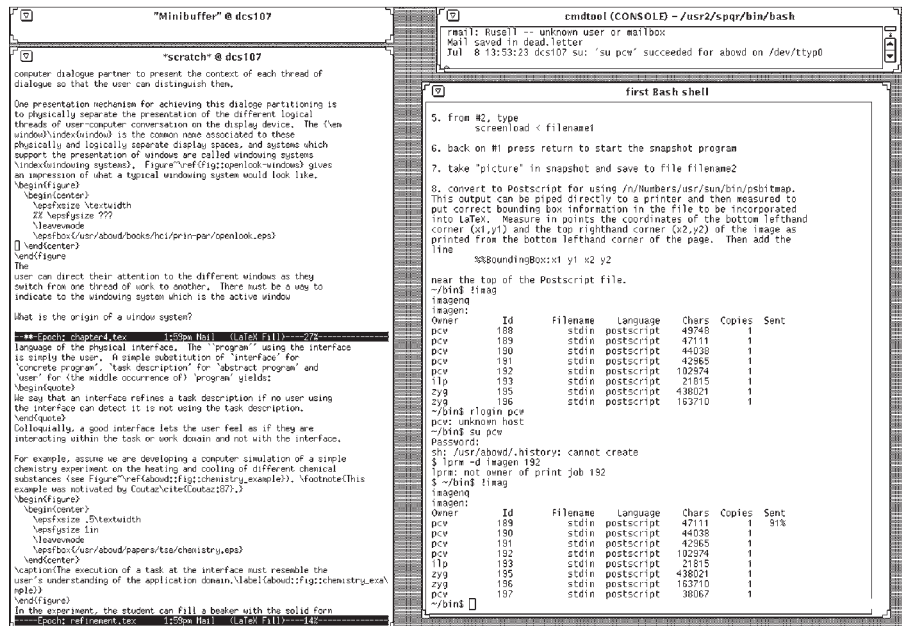 "Minibuffer" @ dcs107
*scratch* @ dcs107
computer dialogue partner to present the context of each thread of
dialogue so that the user can distinguish them.
One presentation mechanism for achieving this dialoge partitioning is
to physically separate the presentation of the different logical
threads of user-computer conversation on the display device.  The {\em
window}\index{window} is the common name associated to these
physically and logically separate display spaces, and systems which
support the presentation of windows are called windowing systems
\index{windowing systems}.  Figure~\ref{fig:openlook-windows} gives
an impression of what a typical windowing system would look like.
\begin{figure}
\begin{center}
\epsfxsize \textwidth
%% \epsfysize ???
\leavemode
\epsfbox{/usr/abowd/books/hci/prin-par/openlook.eps}
\end{center}
\end{figure
The
user can direct their attention to the different windows as they
switch from one thread of work to another.  There must be a way to
indicate to the windowing system which is the active window
What is the origin of a window system?
--**-Epoch: chapter4.tex 1:59pm Mail (LaTeX Fill)----27%--------------
language of the physical interface.  The ``program'' using the interface
is simply the user.  A simple substitution of `interface' for
`concrete program', `task description' for `abstract program' and
`user' for (the middle occurrence of) `program' yields:
\begin{quote}
We say that an interface refines a task description if no user using
the interface can detect it is not using the task description.
\end{quote}
Colloquially, a good interface lets the user feel as if they are
interacting within the task or work domain and not with the interface.
For example, assume we are developing a computer simulation of a simple
chemistry experiment on the heating and cooling of different chemical
substances (see Figure~\ref{abowd:fig:chemistry_example}). \footnote{This
example was motivated by Coutaz\cite{Coutaz:87}.}
\begin{figure}
\begin{center}
\epsfxsize .5\textwidth
\epsfysize 1in
\leavemode
\epsfbox{/usr/abowd/papers/tse/chemistry.eps}
\end{center}
\caption{The execution of a task at the interface must resemble the
user's understanding of the application domain.\label{abowd:fig:chemistry_exa\
mple}}
\end{figure}
In the experiment, the student can fill a beaker with the solid form
-----Epoch: refinement.tex 1:59pm Mail (LaTeX Fill)----14%--------------
cmdtool (CONSOLE) - /usr2/spqr/bin/bash
rmail: Rusell -- unknown user or mailbox
Mail saved in dead.letter
Jul  8 13:53:23 dcs107 su: 'su pcw' succeeded for abowd on /dev/ttyp0
first Bash shell
5. from #2, type
screenload < filename1
6. back on #1 press return to start the snapshot program
7. take "picture" in snapshot and save to file filename2
8. convert to Postscript for using /n/Numbers/usr/sun/bin/psbitmap.
This output can be piped directly to a printer and then measured to
put correct bounding box information in the file to be incorporated
into LaTeX.  Measure in points the coordinates of the bottom lefthand
corner (x1,y1) and the top righthand corner (x2,y2) of the image as
printed from the bottom lefthand corner of the page.  Then add the
line
%%BoundingBox:x1 y1 x2 y2
near the top of the Postscript file.
~/bin$ !imag
imagenq
imagen:
Owner Id Filename Language Chars Copies Sent
pcw 188 stdin postscript 49748 1
pcw 189 stdin postscript 47111 1
pcw 190 stdin postscript 44038 1
pcw 191 stdin postscript 42965 1
pcw 192 stdin postscript 102974 1
ilp 193 stdin postscript 21815 1
zyg 195 stdin postscript 438021 1
zyg 196 stdin postscript 163710 1
~/bin$ rlogin pcw
pcw: unknown host
~/bin$ su pcw
Password:
sh: /usr/abowd/.history: cannot create
$ lprm -d imagen 192
lprm: not owner of print job 192
$ ~/bin$ !imag
imagenq
imagen:
Owner Id Filename Language Chars Copies Sent
pcw 189 stdin postscript 47111 1 91%
pcw 190 stdin postscript 44038 1
pcw 191 stdin postscript 42965 1
pcw 192 stdin postscript 102974 1
ilp 193 stdin postscript 21815 1
zyg 195 stdin postscript 438021 1
zyg 196 stdin postscript 163710 1
pcw 197 stdin postscript 38067 1
~/bin$